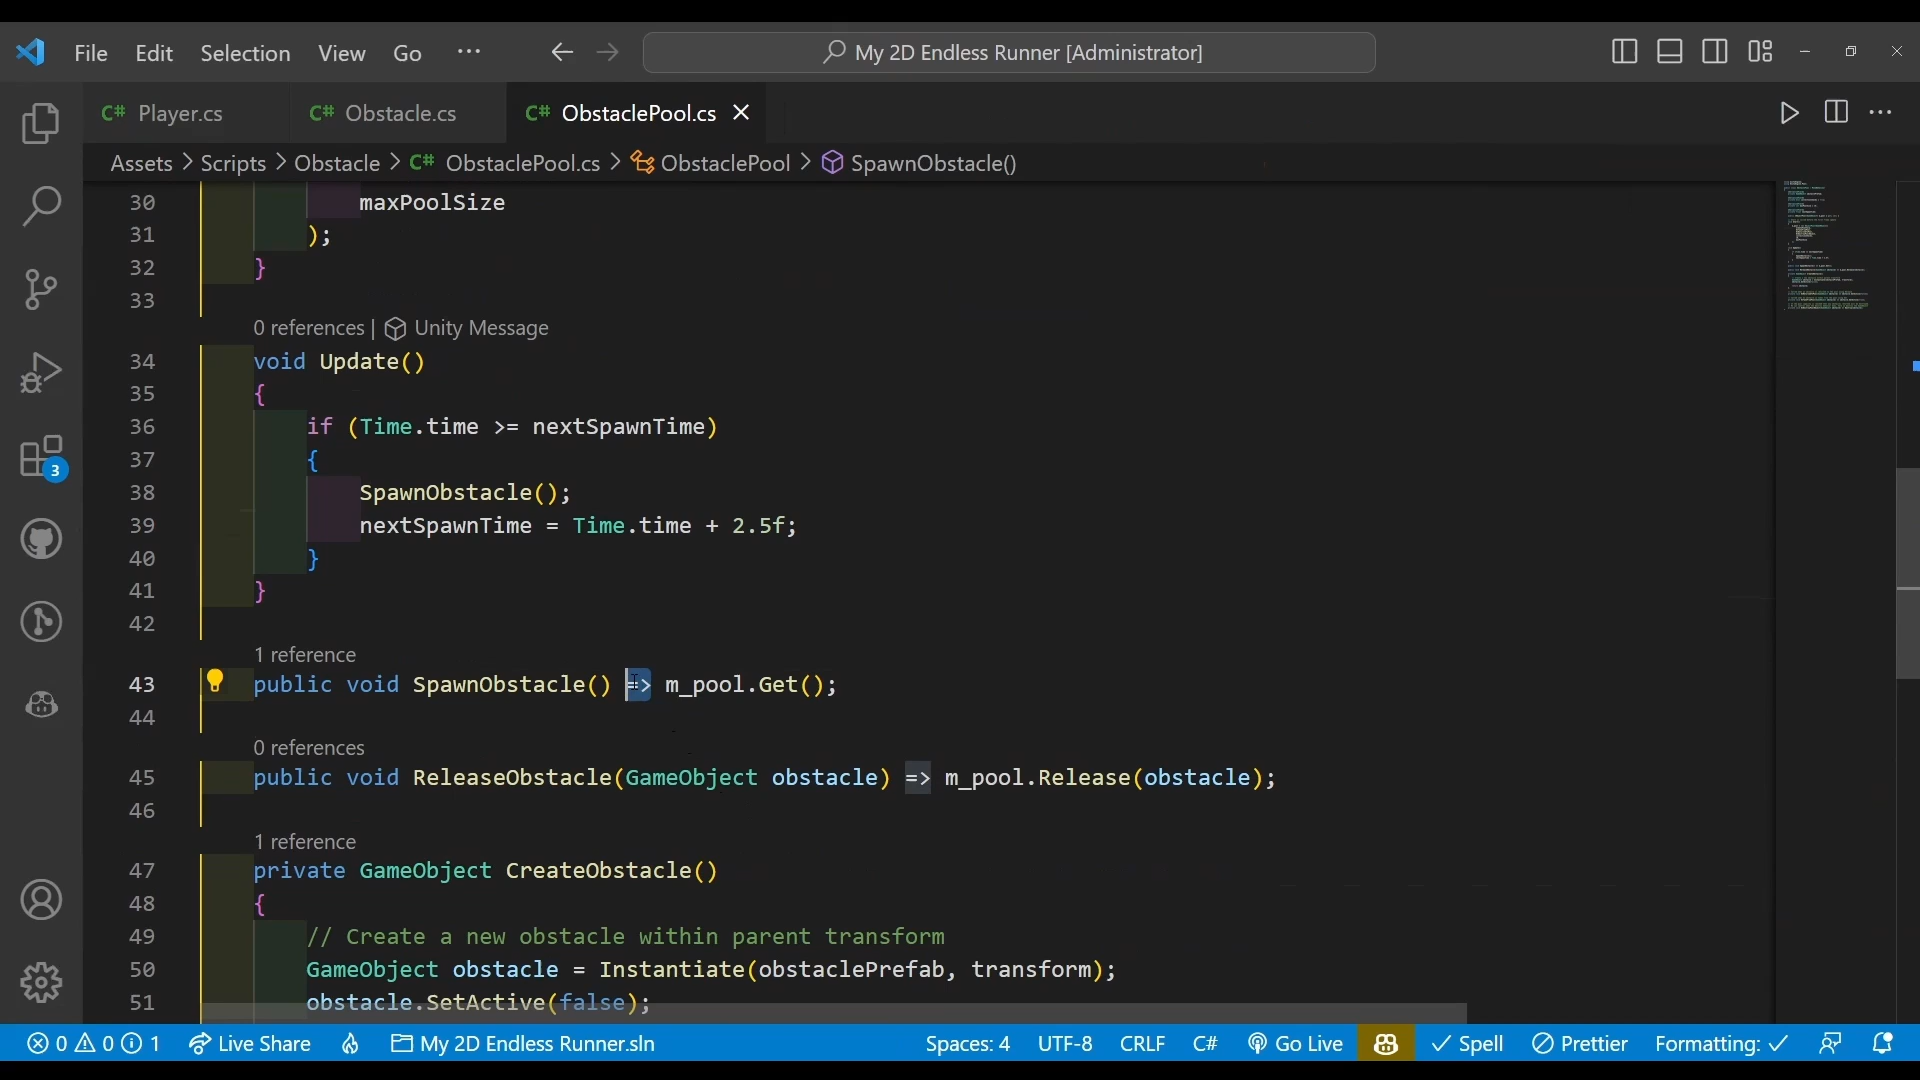 File Edit Selection View Go ··· My 2D Endless Runner [Administrator]
C# Player.cs C# Obstacle.cs C# ObstaclePool.cs
Assets > Scripts > Obstacle > C# ObstaclePool.cs > ObstaclePool > SpawnObstacle()
30 maxPoolSize
31 );
32 }
33
0 references | Unity Message
34 void Update()
35 {
36 if (Time.time >= nextSpawnTime)
37 {
38 SpawnObstacle();
39 nextSpawnTime = Time.time + 2.5f;
40 }
41 }
42
1 reference
43 public void SpawnObstacle() => m_pool.Get();
44
0 references
45 public void ReleaseObstacle(GameObject obstacle) => m_pool.Release(obstacle);
46
1 reference
47 private GameObject CreateObstacle()
48 {
49 // Create a new obstacle within parent transform
50 GameObject obstacle = Instantiate(obstaclePrefab, transform);
51 obstacle.SetActive(false);
3
0 0 1 Live Share My 2D Endless Runner.sln Spaces: 4 UTF-8 CRLF C# Go Live Spell Prettier Formatting: ✓